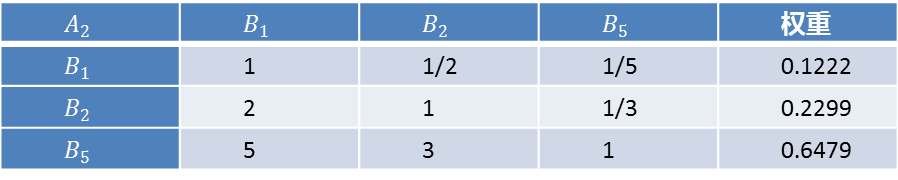 A₂ B₁ B₂ B₅ 权重
B₁ 1 1/2 1/5 0.1222
B₂ 2 1 1/3 0.2299
B₅ 5 3 1 0.6479